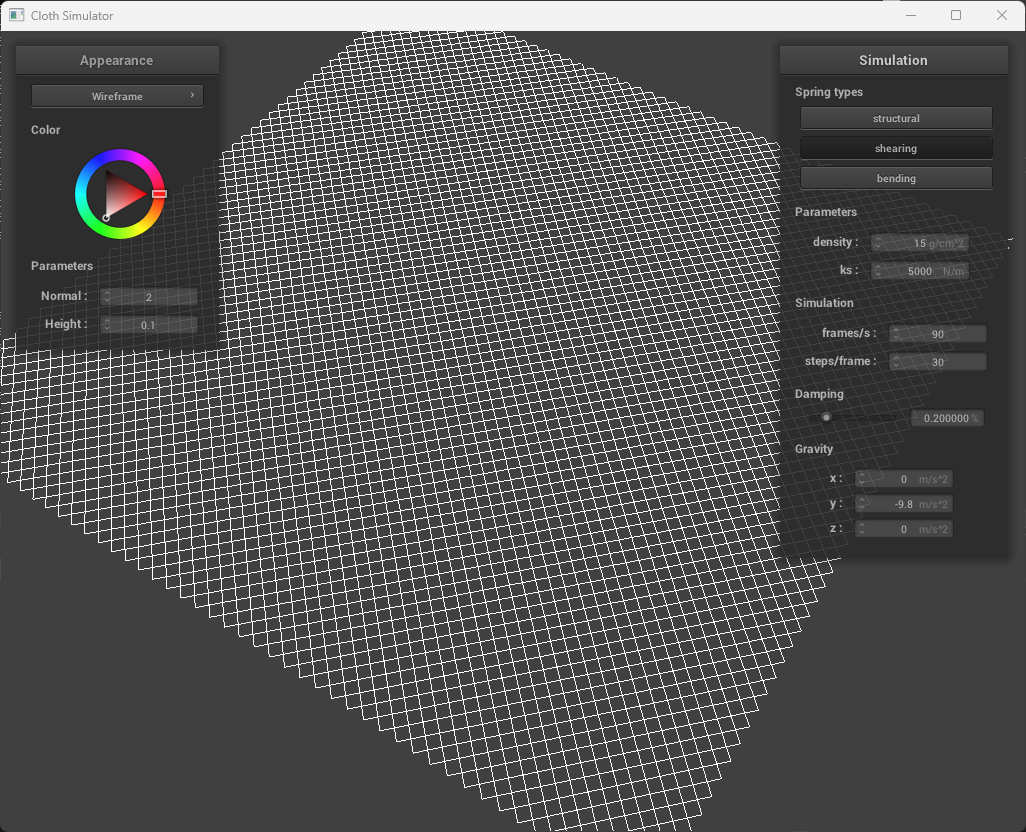 Cloth Simulator
Appearance
Wireframe
Color
Parameters
Normal : 2
Height : 0.1
Simulation
Spring types
structural
shearing
bending
Parameters
density : 15 g/cm^2
ks : 5000 N/m
Simulation
frames/s : 90
steps/frame : 30
Damping
0.200000 %
Gravity
x : 0 m/s^2
y : -9.8 m/s^2
z : 0 m/s^2